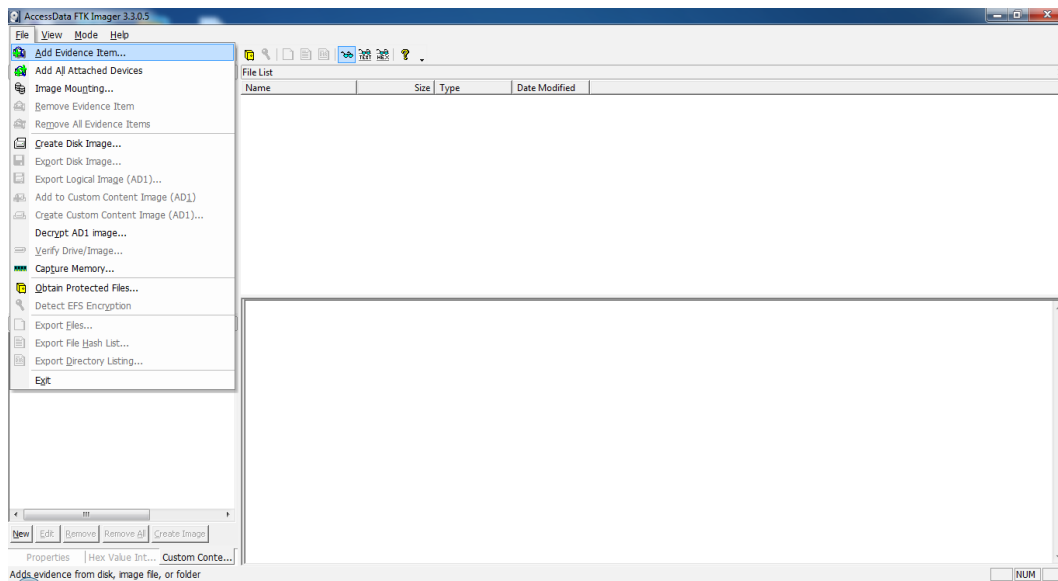 AccessData FTK Imager 3.3.0.5
File View Mode Help
Add Evidence Item...
Add All Attached Devices
Image Mounting...
Remove Evidence Item
Remove All Evidence Items
Create Disk Image...
Export Disk Image...
Export Logical Image (AD1)...
Add to Custom Content Image (AD1)
Create Custom Content Image (AD1)...
Decrypt AD1 image...
Verify Drive/Image...
Capture Memory...
Obtain Protected Files...
Detect EFS Encryption
Export Files...
Export File Hash List...
Export Directory Listing...
Exit
File List
Name Size Type Date Modified
New Edit Remove Remove All Create Image
Properties Hex Value Int... Custom Conte...
Adds evidence from disk, image file, or folder
NUM